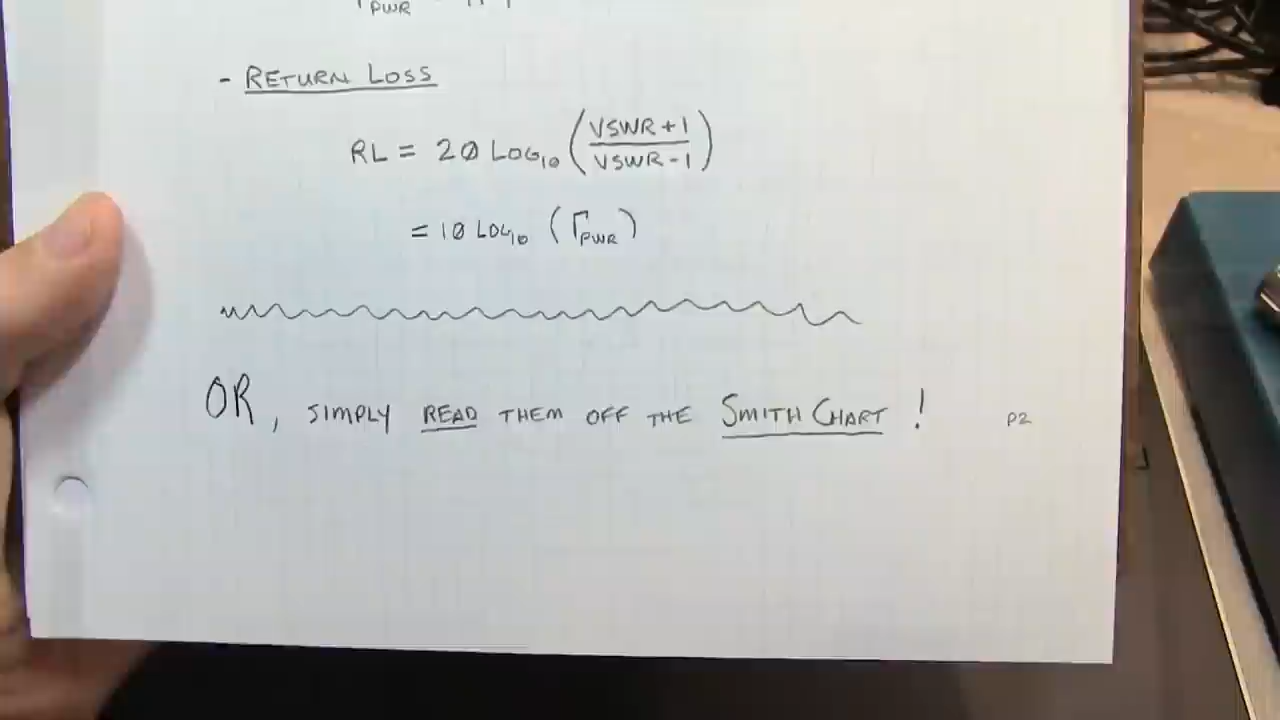 PWR
- RETURN LOSS
RL = 20 LOG10 (VSWR+1 / VSWR-1)
= 10 LOG10 (ΓPWR)
OR, SIMPLY READ THEM OFF THE SMITH CHART !
P2